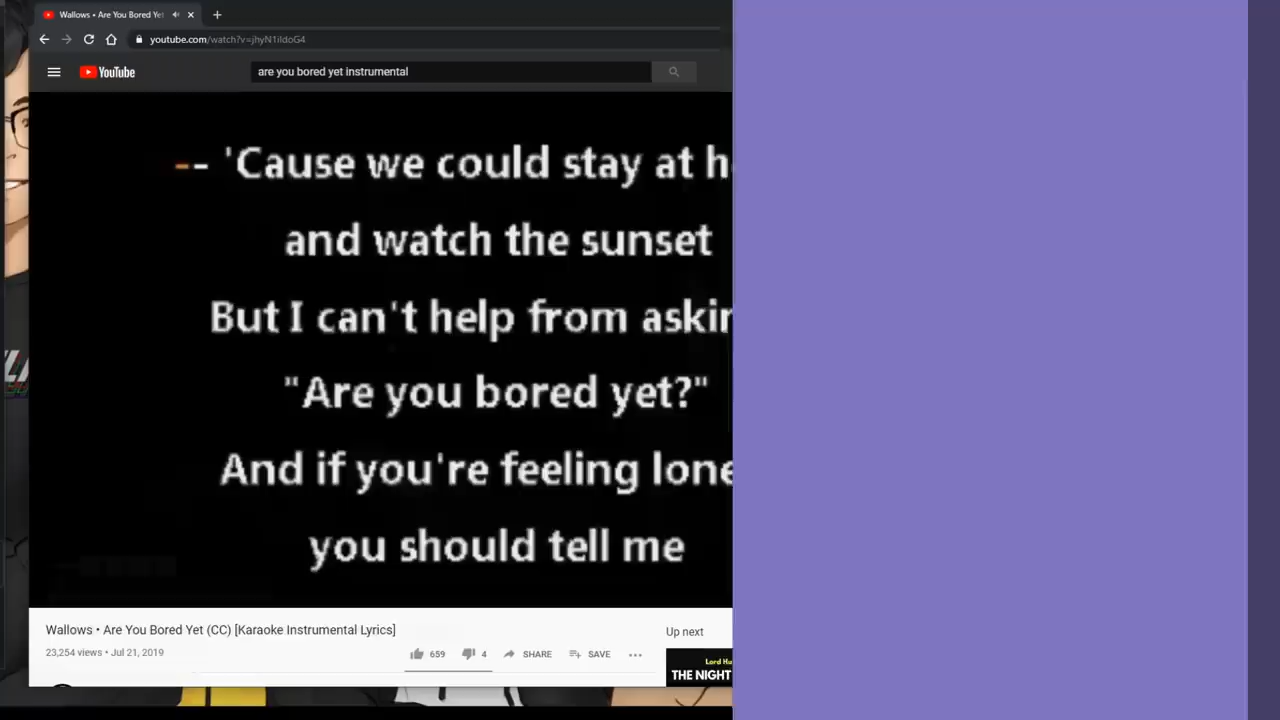 Wallows • Are You Bored Yet
youtube.com/watch?v=jhyN1iIdoG4
YouTube
are you bored yet instrumental
-- 'Cause we could stay at h
and watch the sunset
But I can't help from askin
"Are you bored yet?"
And if you're feeling lone
you should tell me
Wallows • Are You Bored Yet (CC) [Karaoke Instrumental Lyrics]
Up next
23,254 views • Jul 21, 2019
659
4
SHARE
SAVE
Lord Hu
THE NIGHT